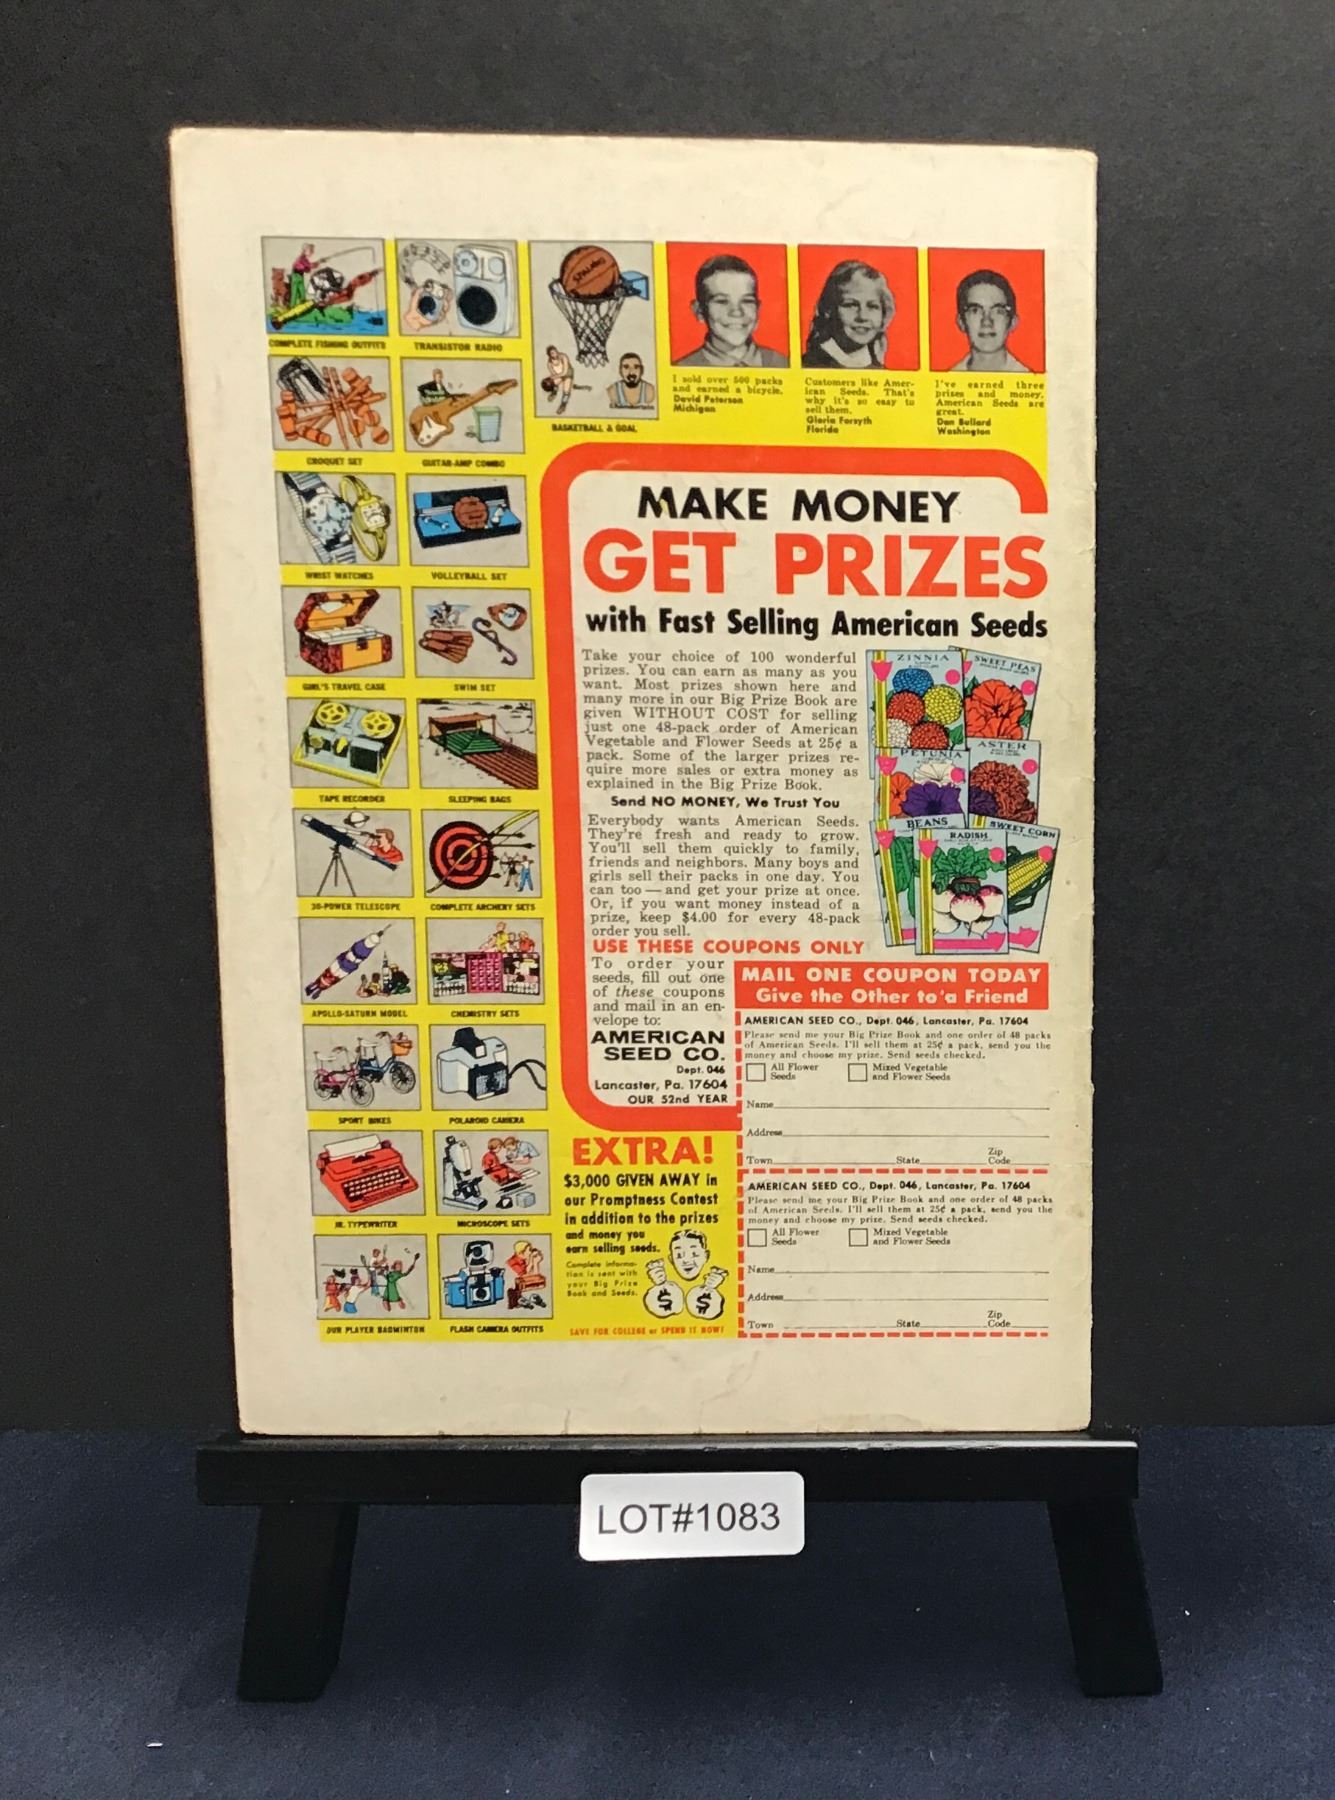 COMPLETE FISHING OUTFITS
TRANSISTOR RADIO
SPALDING
Chamberlain
BASKETBALL & GOAL
I sold over 500 packs
and earned a bicycle.
David Peterson
Michigan
Customers like Amer-
ican Seeds. That's
why it's so easy to
sell them.
Gloria Forsyth
Florida
I've earned three
prizes and money.
American Seeds are
great.
Dan Bullard
Washington
CROQUET SET
GUITAR-AMP COMBO
WRIST WATCHES
VOLLEYBALL SET
GIRL'S TRAVEL CASE
SWIM SET
TAPE RECORDER
SLEEPING BAGS
30-POWER TELESCOPE
COMPLETE ARCHERY SETS
APOLLO-SATURN MODEL
CHEMISTRY SETS
SPORT BIKES
POLAROID CAMERA
JR. TYPEWRITER
MICROSCOPE SETS
OUR PLAYER BADMINTON
FLASH CAMERA OUTFITS
MAKE MONEY
GET PRIZES
with Fast Selling American Seeds
Take your choice of 100 wonderful
prizes. You can earn as many as you
want. Most prizes shown here and
many more in our Big Prize Book are
given WITHOUT COST for selling
just one 48-pack order of American
Vegetable and Flower Seeds at 25¢ a
pack. Some of the larger prizes re-
quire more sales or extra money as
explained in the Big Prize Book.
Send NO MONEY, We Trust You
Everybody wants American Seeds.
They're fresh and ready to grow.
You'll sell them quickly to family,
friends and neighbors. Many boys and
girls sell their packs in one day. You
can too — and get your prize at once.
Or, if you want money instead of a
prize, keep $4.00 for every 48-pack
order you sell.
ZINNIA
SWEET PEAS
PETUNIA
ASTER
BEANS
RADISH
SWEET CORN
USE THESE COUPONS ONLY
To order your
seeds, fill out one
of these coupons
and mail in an en-
velope to:
AMERICAN
SEED CO.
Dept. 046
Lancaster, Pa. 17604
OUR 52nd YEAR
MAIL ONE COUPON TODAY
Give the Other to a Friend
AMERICAN SEED CO., Dept. 046, Lancaster, Pa. 17604
Please send me your Big Prize Book and one order of 48 packs
of American Seeds. I'll sell them at 25¢ a pack, send you the
money and choose my prize. Send seeds checked.
All Flower Seeds
Mixed Vegetable and Flower Seeds
Name
Address
Town State Zip Code
AMERICAN SEED CO., Dept. 046, Lancaster, Pa. 17604
Please send me your Big Prize Book and one order of 48 packs
of American Seeds. I'll sell them at 25¢ a pack, send you the
money and choose my prize. Send seeds checked.
All Flower Seeds
Mixed Vegetable and Flower Seeds
Name
Address
Town State Zip Code
EXTRA!
$3,000 GIVEN AWAY in
our Promptness Contest
in addition to the prizes
and money you
earn selling seeds.
Complete informa-
tion is sent with
your Big Prize
Book and Seeds.
$ $
SAVE FOR COLLEGE or SPEND IT NOW!
LOT#1083